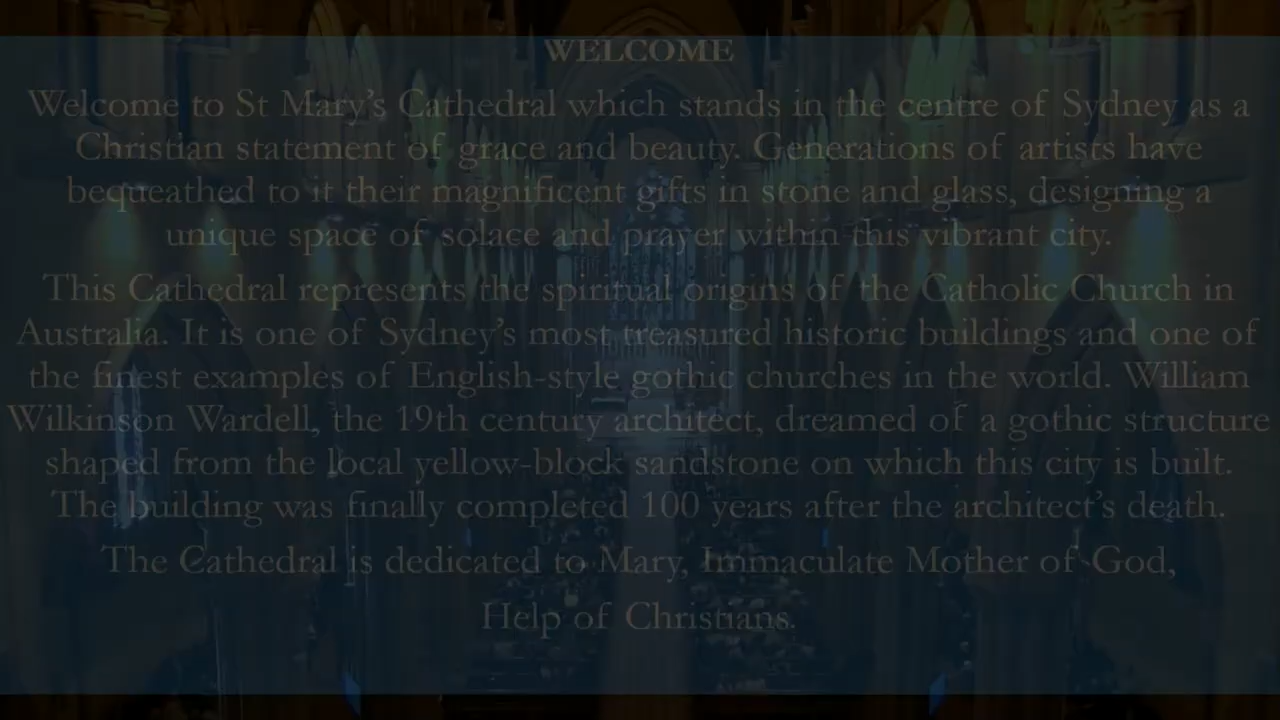 WELCOME
Welcome to St Mary's Cathedral which stands in the centre of Sydney as a
Christian statement of grace and beauty. Generations of artists have
bequeathed to it their magnificent gifts in stone and glass, designing a
unique space of solace and prayer within this vibrant city.
This Cathedral represents the spiritual origins of the Catholic Church in
Australia. It is one of Sydney's most treasured historic buildings and one of
the finest examples of English-style gothic churches in the world. William
Wilkinson Wardell, the 19th century architect, dreamed of a gothic structure
shaped from the local yellow-block sandstone on which this city is built.
The building was finally completed 100 years after the architect's death.
The Cathedral is dedicated to Mary, Immaculate Mother of God,
Help of Christians.